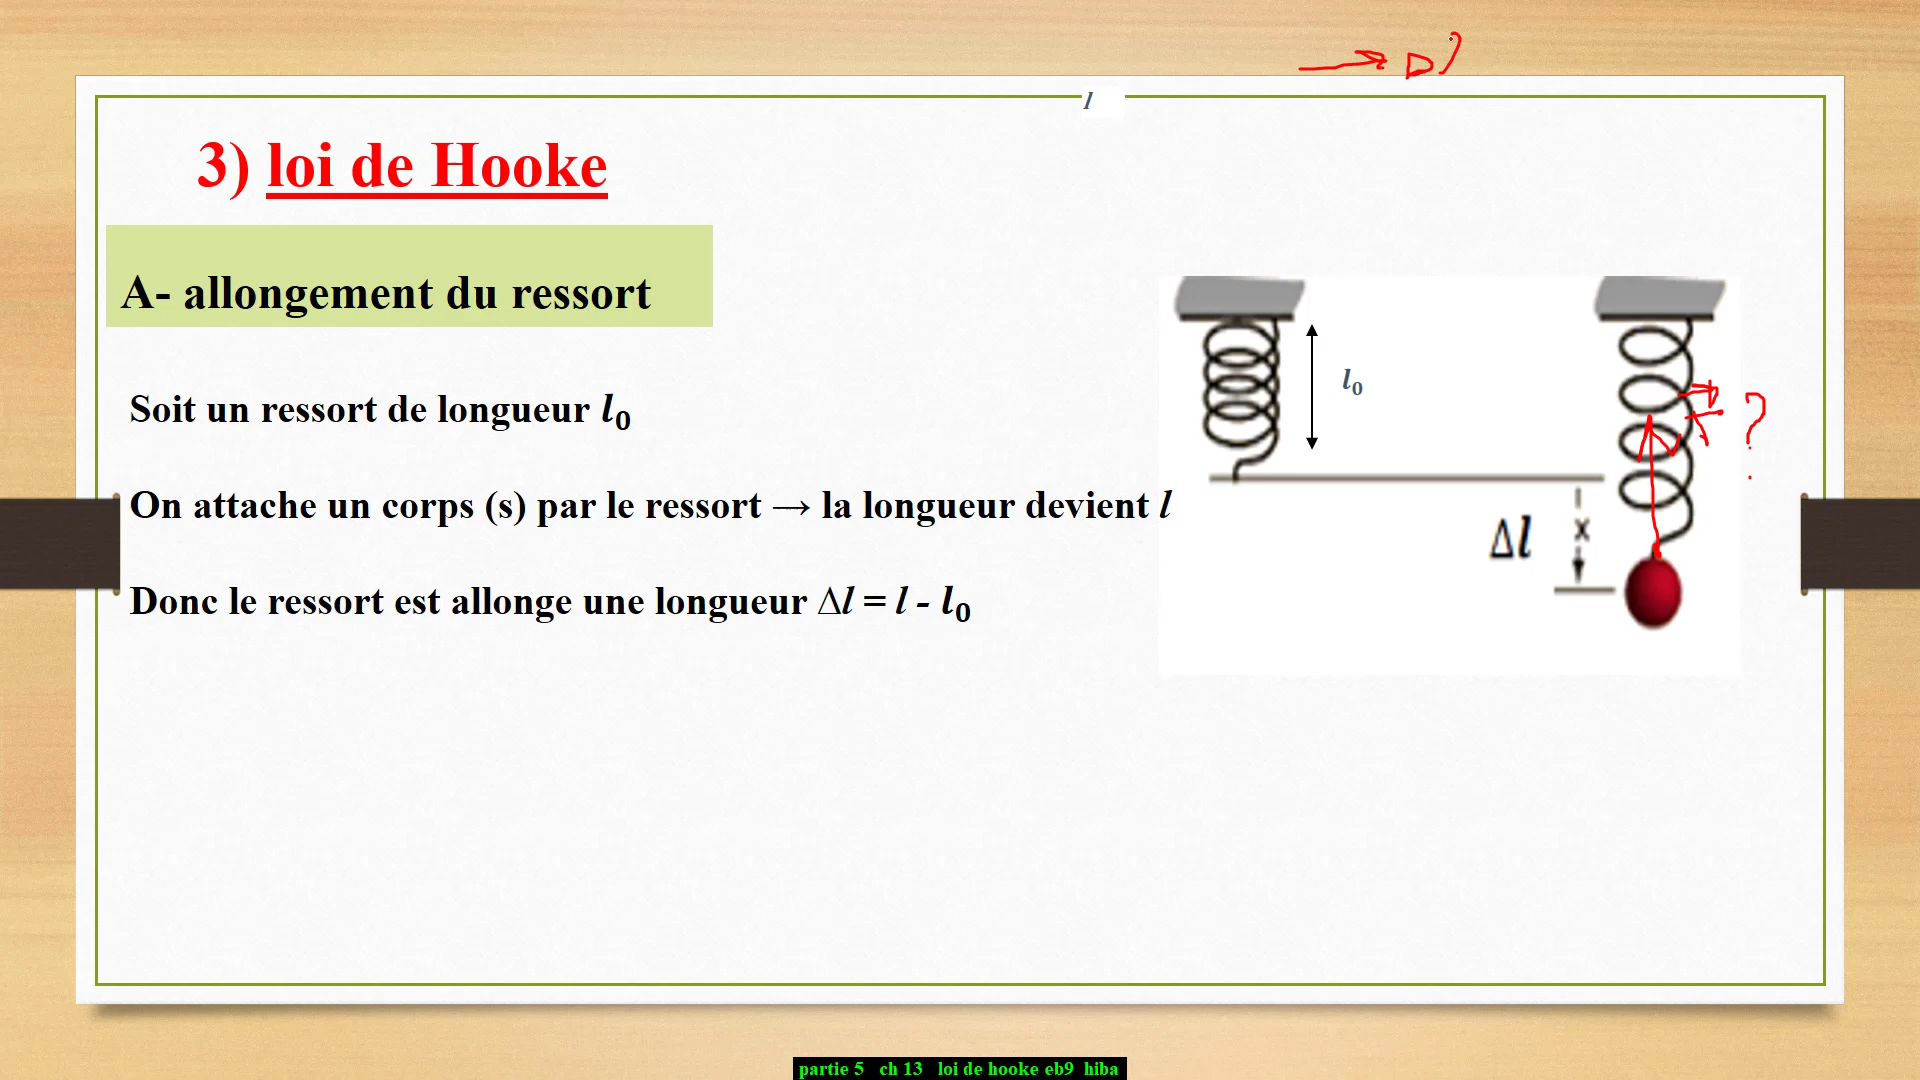 l
3) loi de Hooke
A- allongement du ressort
Soit un ressort de longueur l₀
On attache un corps (s) par le ressort → la longueur devient l
Donc le ressort est allonge une longueur Δl = l - l₀
l₀
?
Δl
x
partie 5 ch 13 loi de hooke eb9 hiba